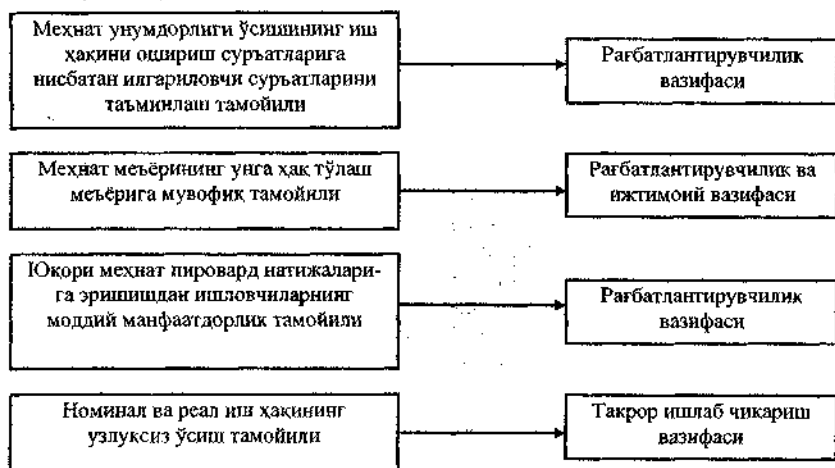 Меҳнат унумдорлиги ўсишининг иш
ҳақини ошириш суръатларига
нисбатан илгариловчи суръатларини
таъминлаш тамойили
Рағбатлантирувчилик
вазифаси
Меҳнат меъёрининг унга ҳақ тўлаш
меъёрига мувофиқ тамойили
Рағбатлантирувчилик ва
ижтимоий вазифаси
Юқори меҳнат пировард натижалари-
га эришишдан ишловчиларнинг
моддий манфаатдорлик тамойили
Рағбатлантирувчилик
вазифаси
Номинал ва реал иш ҳақининг
узлуксиз ўсиш тамойили
Такрор ишлаб чиқариш
вазифаси